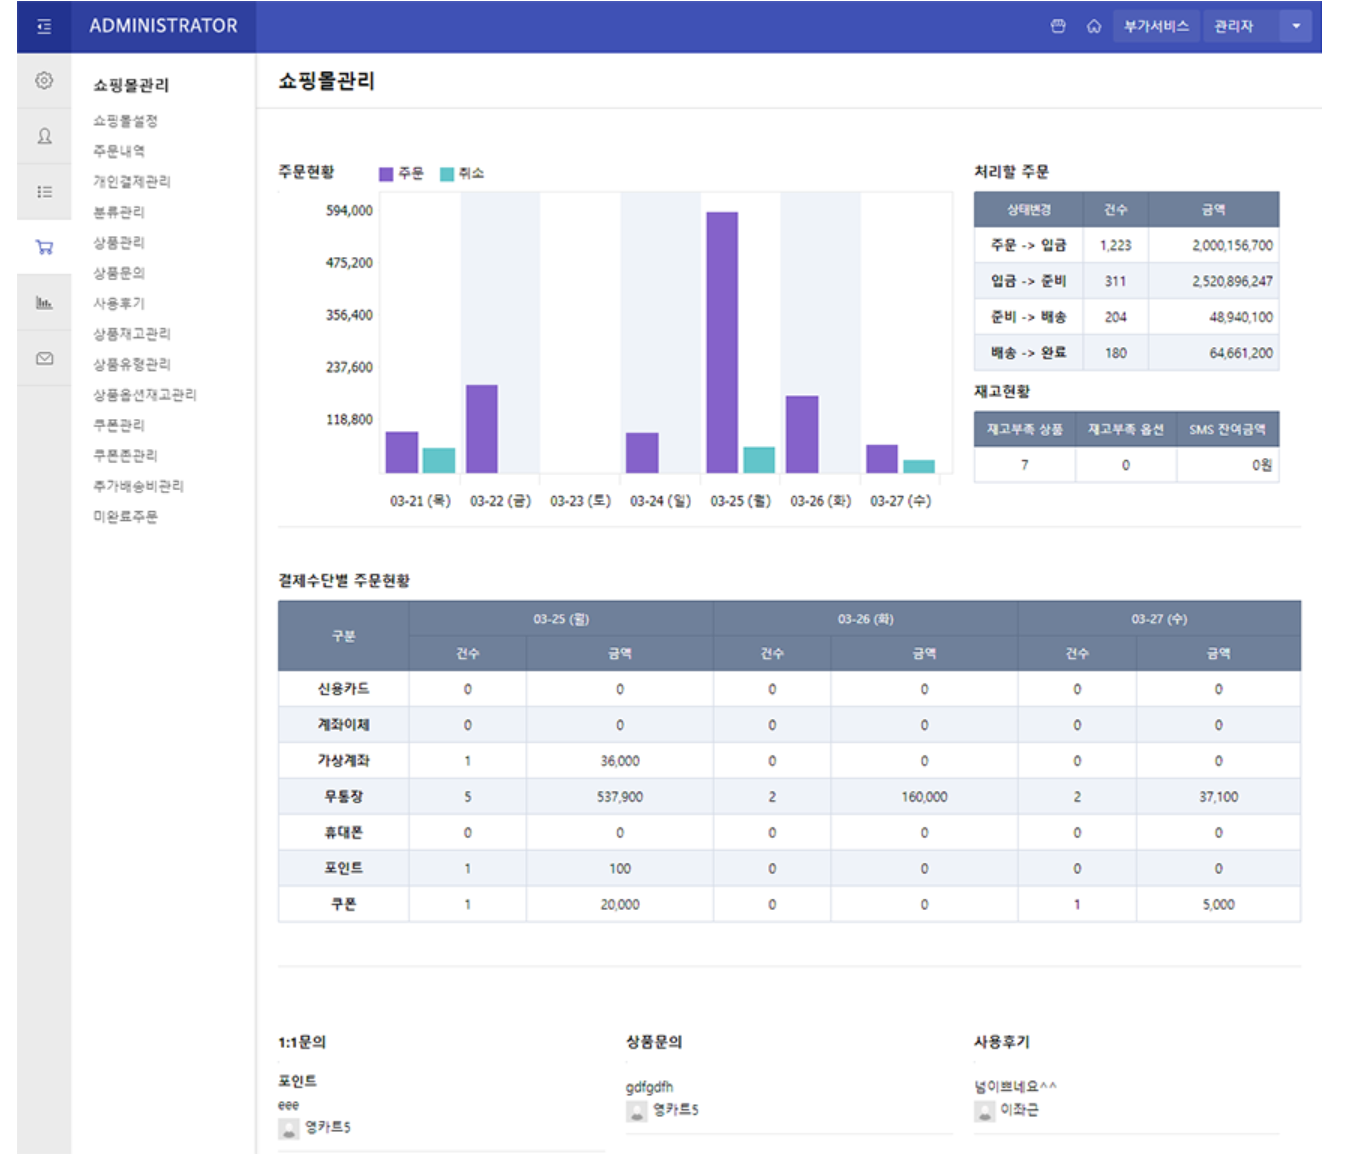 ADMINISTRATOR
부가서비스 관리자
쇼핑몰관리
쇼핑몰설정
주문내역
개인결제관리
분류관리
상품관리
상품문의
사용후기
상품재고관리
상품유형관리
상품옵션재고관리
쿠폰관리
쿠폰존관리
추가배송비관리
미완료주문
쇼핑몰관리
주문현황 주문 취소
594,000
475,200
356,400
237,600
118,800
03-21 (목) 03-22 (금) 03-23 (토) 03-24 (일) 03-25 (월) 03-26 (화) 03-27 (수)
처리할 주문
상태변경 건수 금액
주문 -> 입금 1,223 2,000,156,700
입금 -> 준비 311 2,520,896,247
준비 -> 배송 204 48,940,100
배송 -> 완료 180 64,661,200
재고현황
재고부족 상품 재고부족 옵션 SMS 잔여금액
7 0 0원
결제수단별 주문현황
구분 03-25 (월) 03-26 (화) 03-27 (수)
건수 금액 건수 금액 건수 금액
신용카드 0 0 0 0 0 0
계좌이체 0 0 0 0 0 0
가상계좌 1 36,000 0 0 0 0
무통장 5 537,900 2 160,000 2 37,100
휴대폰 0 0 0 0 0 0
포인트 1 100 0 0 0 0
쿠폰 1 20,000 0 0 1 5,000
1:1문의
포인트
eee
영카트5
상품문의
gdfgdfh
영카트5
사용후기
넘이쁘네요^^
이좌근